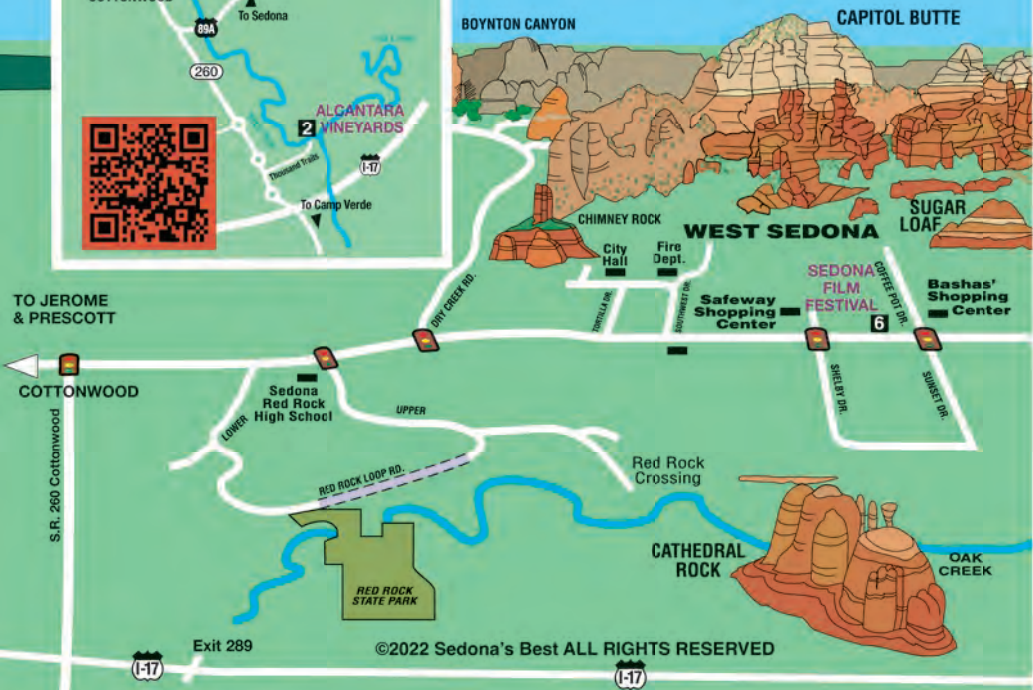 To Sedona
89A
260
ALCANTARA
VINEYARDS
2
I-17
Thousand Trails
To Camp Verde
BOYNTON CANYON
CAPITOL BUTTE
CHIMNEY ROCK
SUGAR
LOAF
WEST SEDONA
City
Hall
Fire
Dept.
SEDONA
FILM
FESTIVAL
6
COFFEE POT DR.
Bashas'
Shopping
Center
Safeway
Shopping
Center
TORTILLA DR.
SOUTHWEST DR.
DRY CREEK RD.
TO JEROME
& PRESCOTT
COTTONWOOD
S.R. 260 Cottonwood
Sedona
Red Rock
High School
LOWER
UPPER
SHELBY DR.
SUNSET DR.
RED ROCK LOOP RD.
Red Rock
Crossing
CATHEDRAL
ROCK
OAK
CREEK
RED ROCK
STATE PARK
Exit 289
©2022 Sedona's Best ALL RIGHTS RESERVED
I-17
I-17